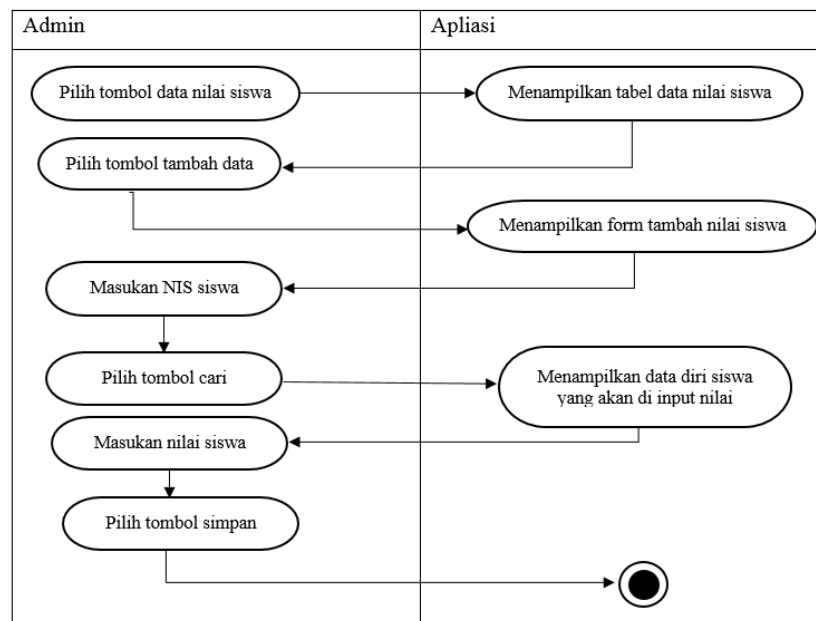 Admin
Apliasi
Pilih tombol data nilai siswa
Menampilkan tabel data nilai siswa
Pilih tombol tambah data
Menampilkan form tambah nilai siswa
Masukan NIS siswa
Pilih tombol cari
Menampilkan data diri siswa
yang akan di input nilai
Masukan nilai siswa
Pilih tombol simpan